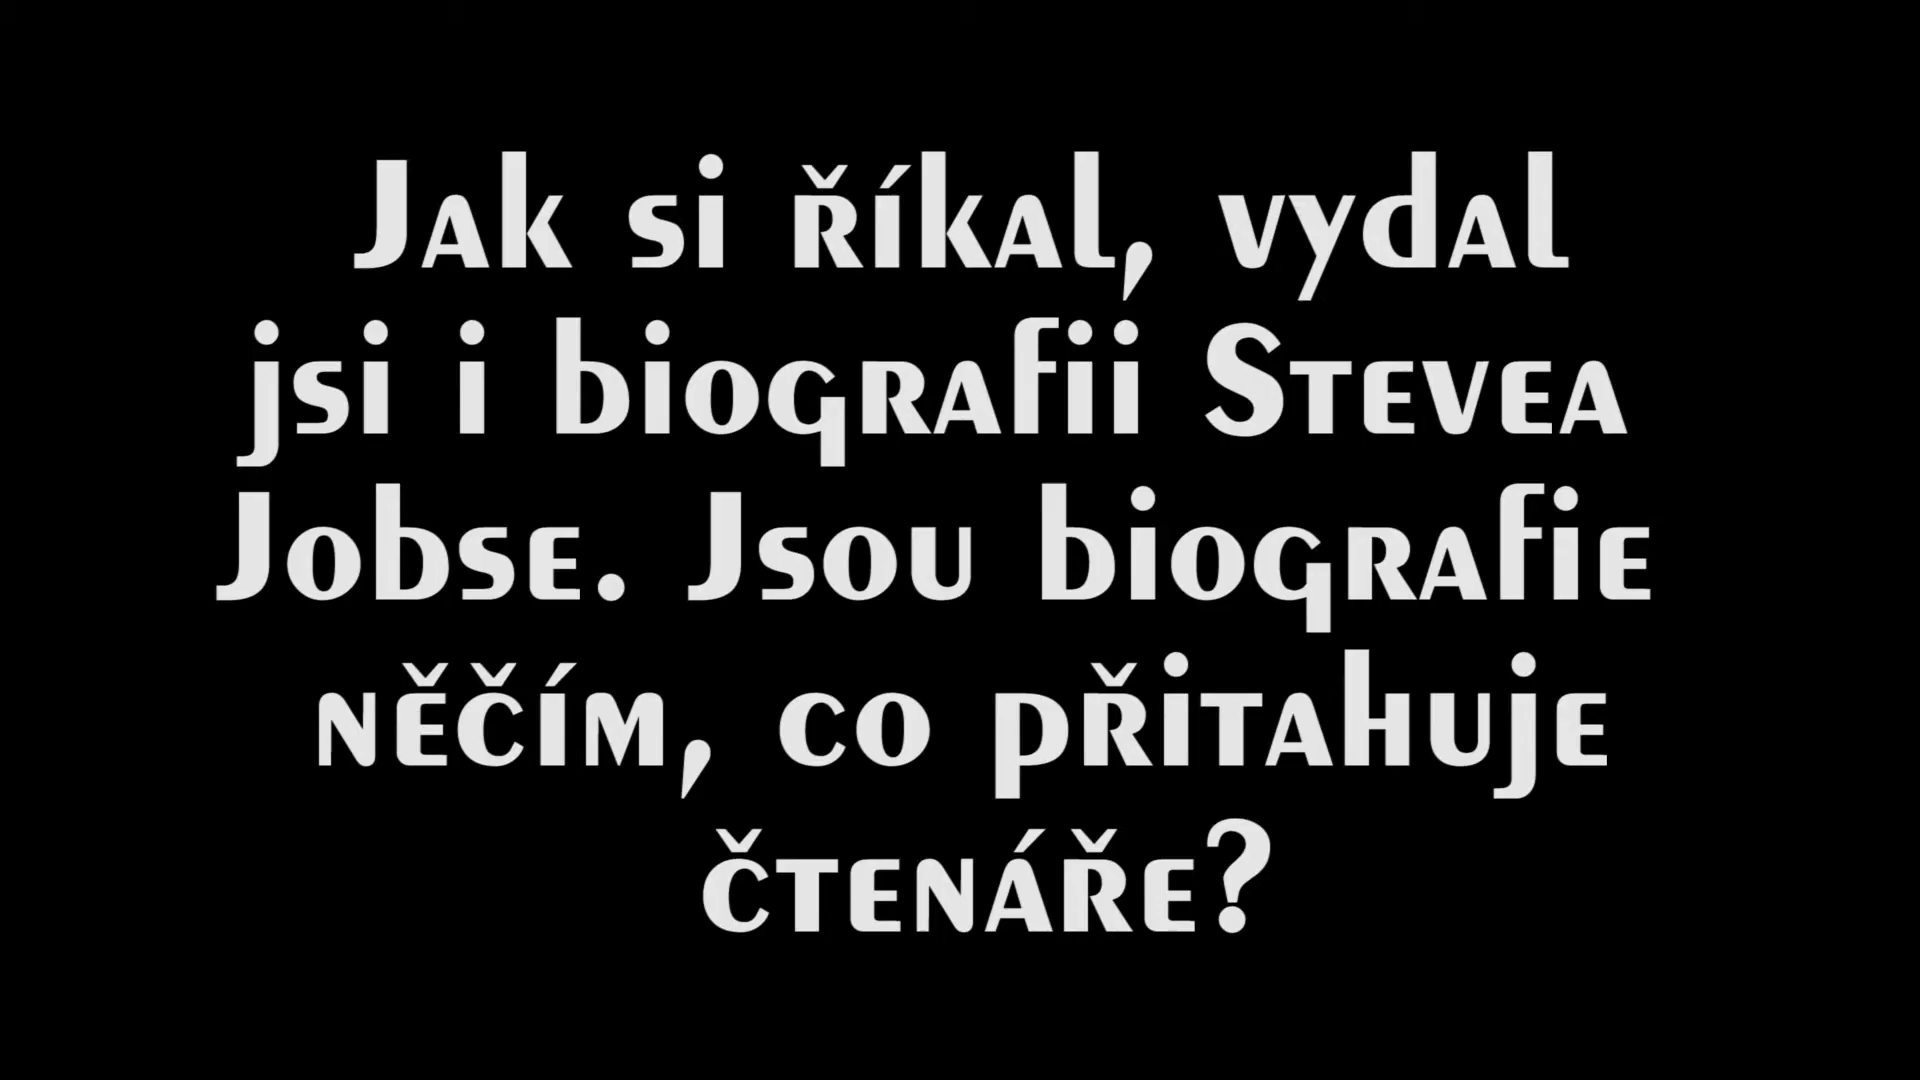 Jak si říkal, vydal
jsi i biografii Stevea
Jobse. Jsou biografie
něčím, co přitahuje
čtenáře?